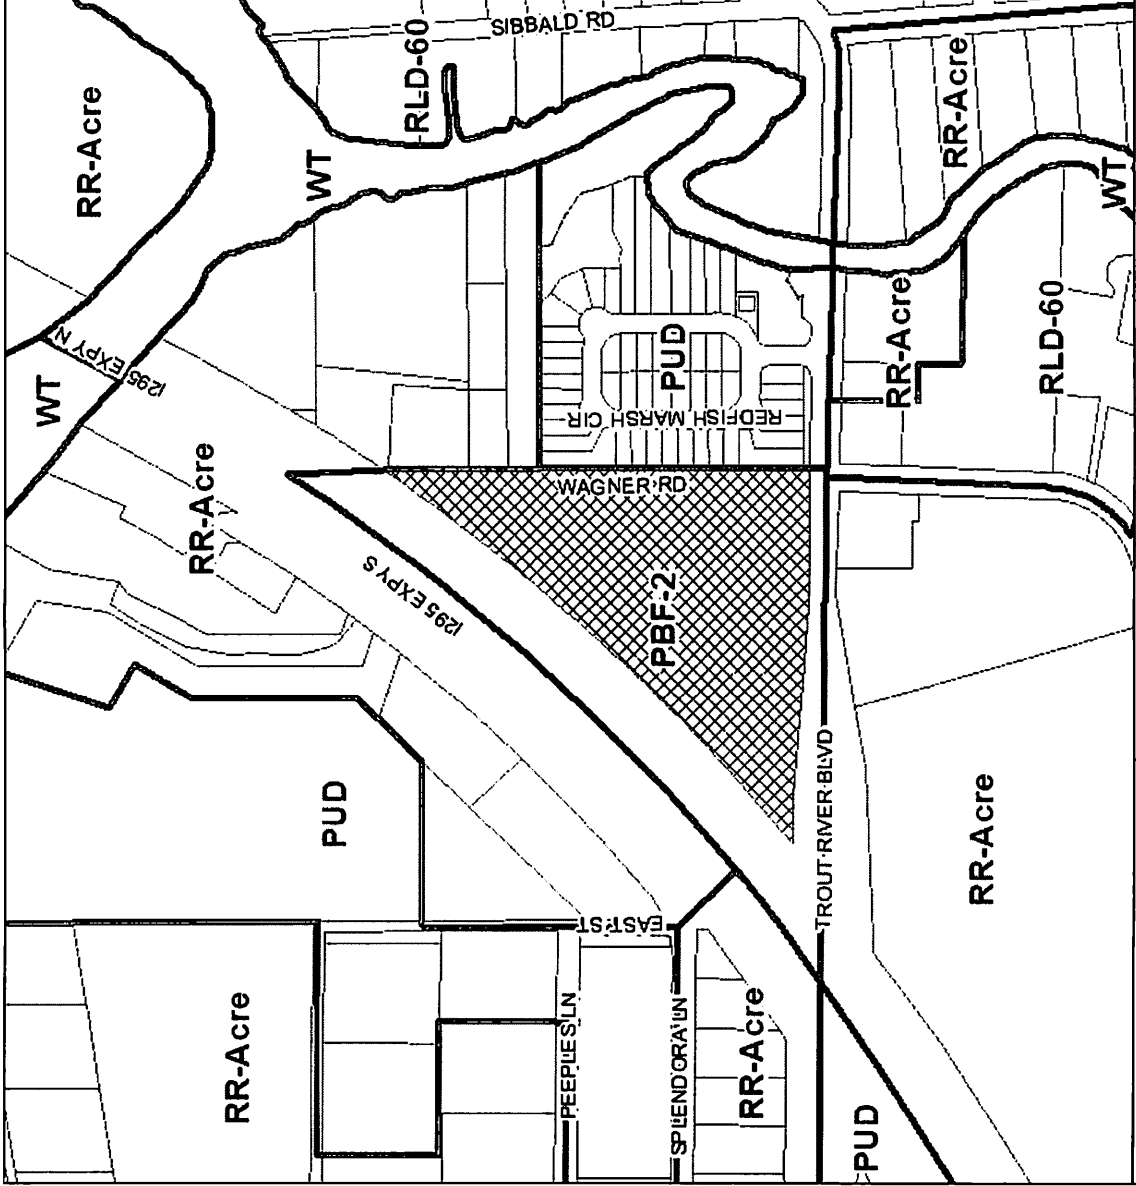 SIBBALD RD
RLD-60
RR-Acre
RR-Acre
WT
WT
I295 EXPY N
WT
PUD
RR-Acre
RLD-60
REDFISH MARSH CIR
RR-Acre
WAGNER RD
I295 EXPY S
PBF-2
PUD
TROUT RIVER BLVD
RR-Acre
EAST ST
RR-Acre
PEEPLES LN
SPLENDORA LN
RR-Acre
PUD